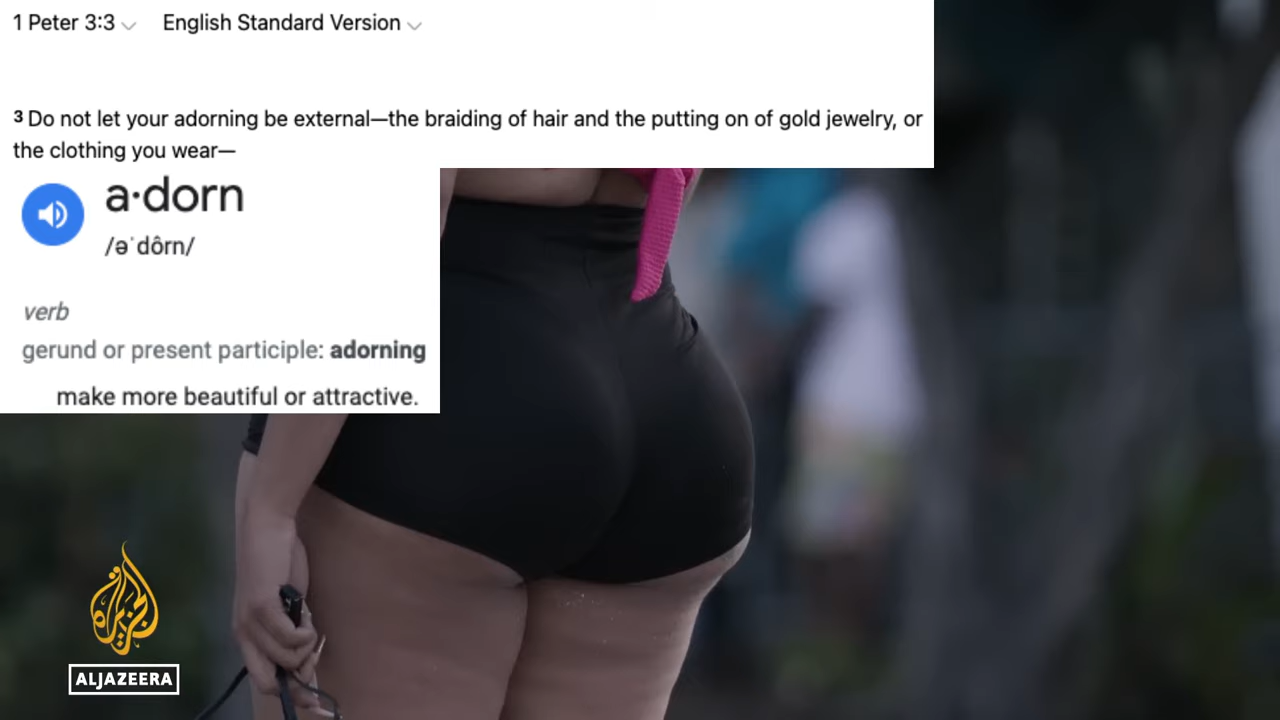 1 Peter 3:3 English Standard Version
3 Do not let your adorning be external—the braiding of hair and the putting on of gold jewelry, or
the clothing you wear—
a·dorn
/əˈdôrn/
verb
gerund or present participle: adorning
make more beautiful or attractive.
الجزيرة
ALJAZEERA